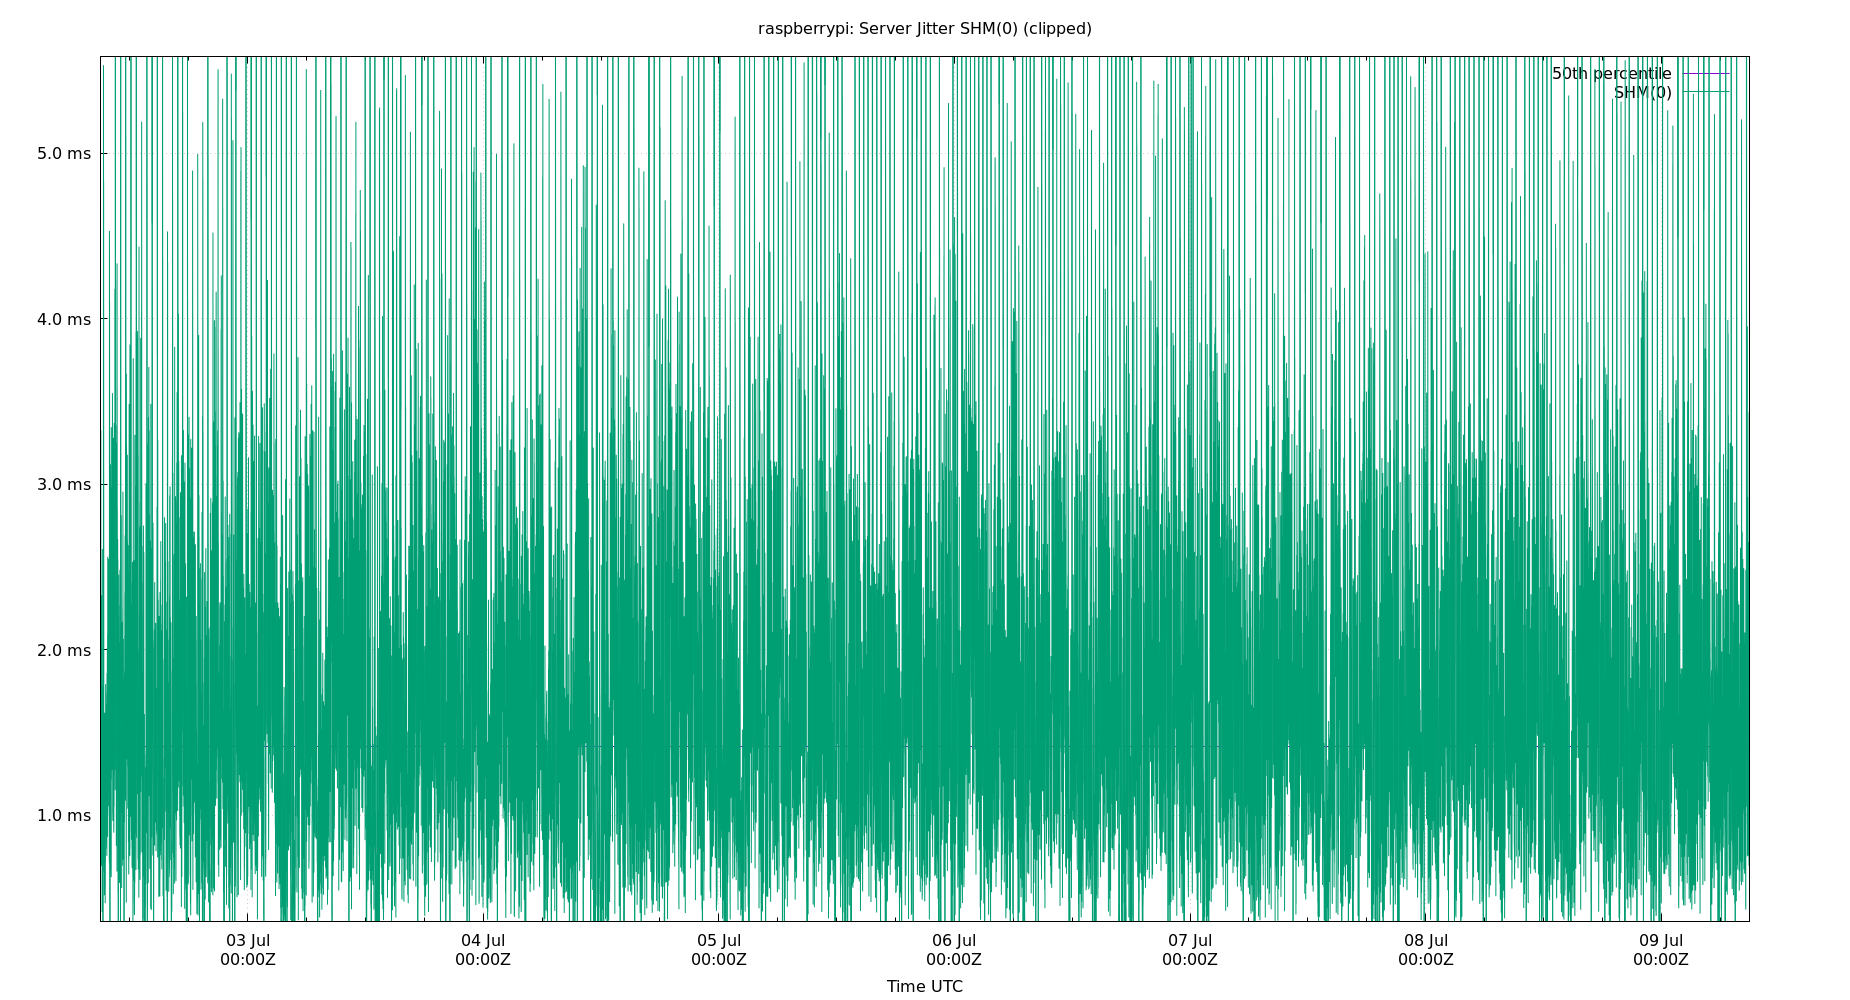 raspberrypi: Server Jitter SHM(0) (clipped)
50th percentile
SHM(0)
5.0 ms
4.0 ms
3.0 ms
2.0 ms
1.0 ms
03 Jul 04 Jul 05 Jul 06 Jul 07 Jul 08 Jul 09 Jul
00:00Z 00:00Z 00:00Z 00:00Z 00:00Z 00:00Z 00:00Z
Time UTC